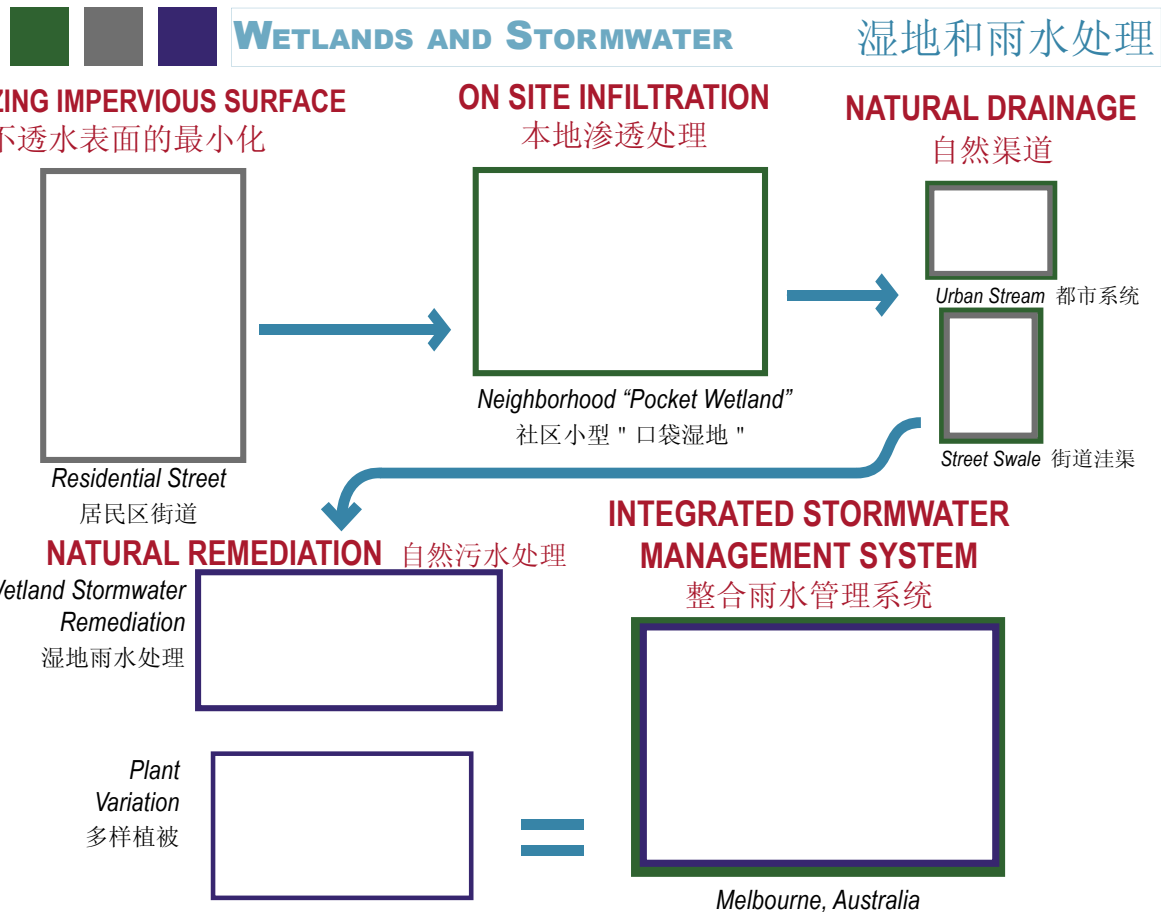 WETLANDS AND STORMWATER 湿地和雨水处理
ZING IMPERVIOUS SURFACE
不透水表面的最小化
ON SITE INFILTRATION
本地渗透处理
NATURAL DRAINAGE
自然渠道
Urban Stream 都市系统
Neighborhood “Pocket Wetland”
社区小型 " 口袋湿地 "
Street Swale 街道洼渠
Residential Street
居民区街道
NATURAL REMEDIATION 自然污水处理
Wetland Stormwater
Remediation
湿地雨水处理
Plant
Variation
多样植被
INTEGRATED STORMWATER
MANAGEMENT SYSTEM
整合雨水管理系统
Melbourne, Australia